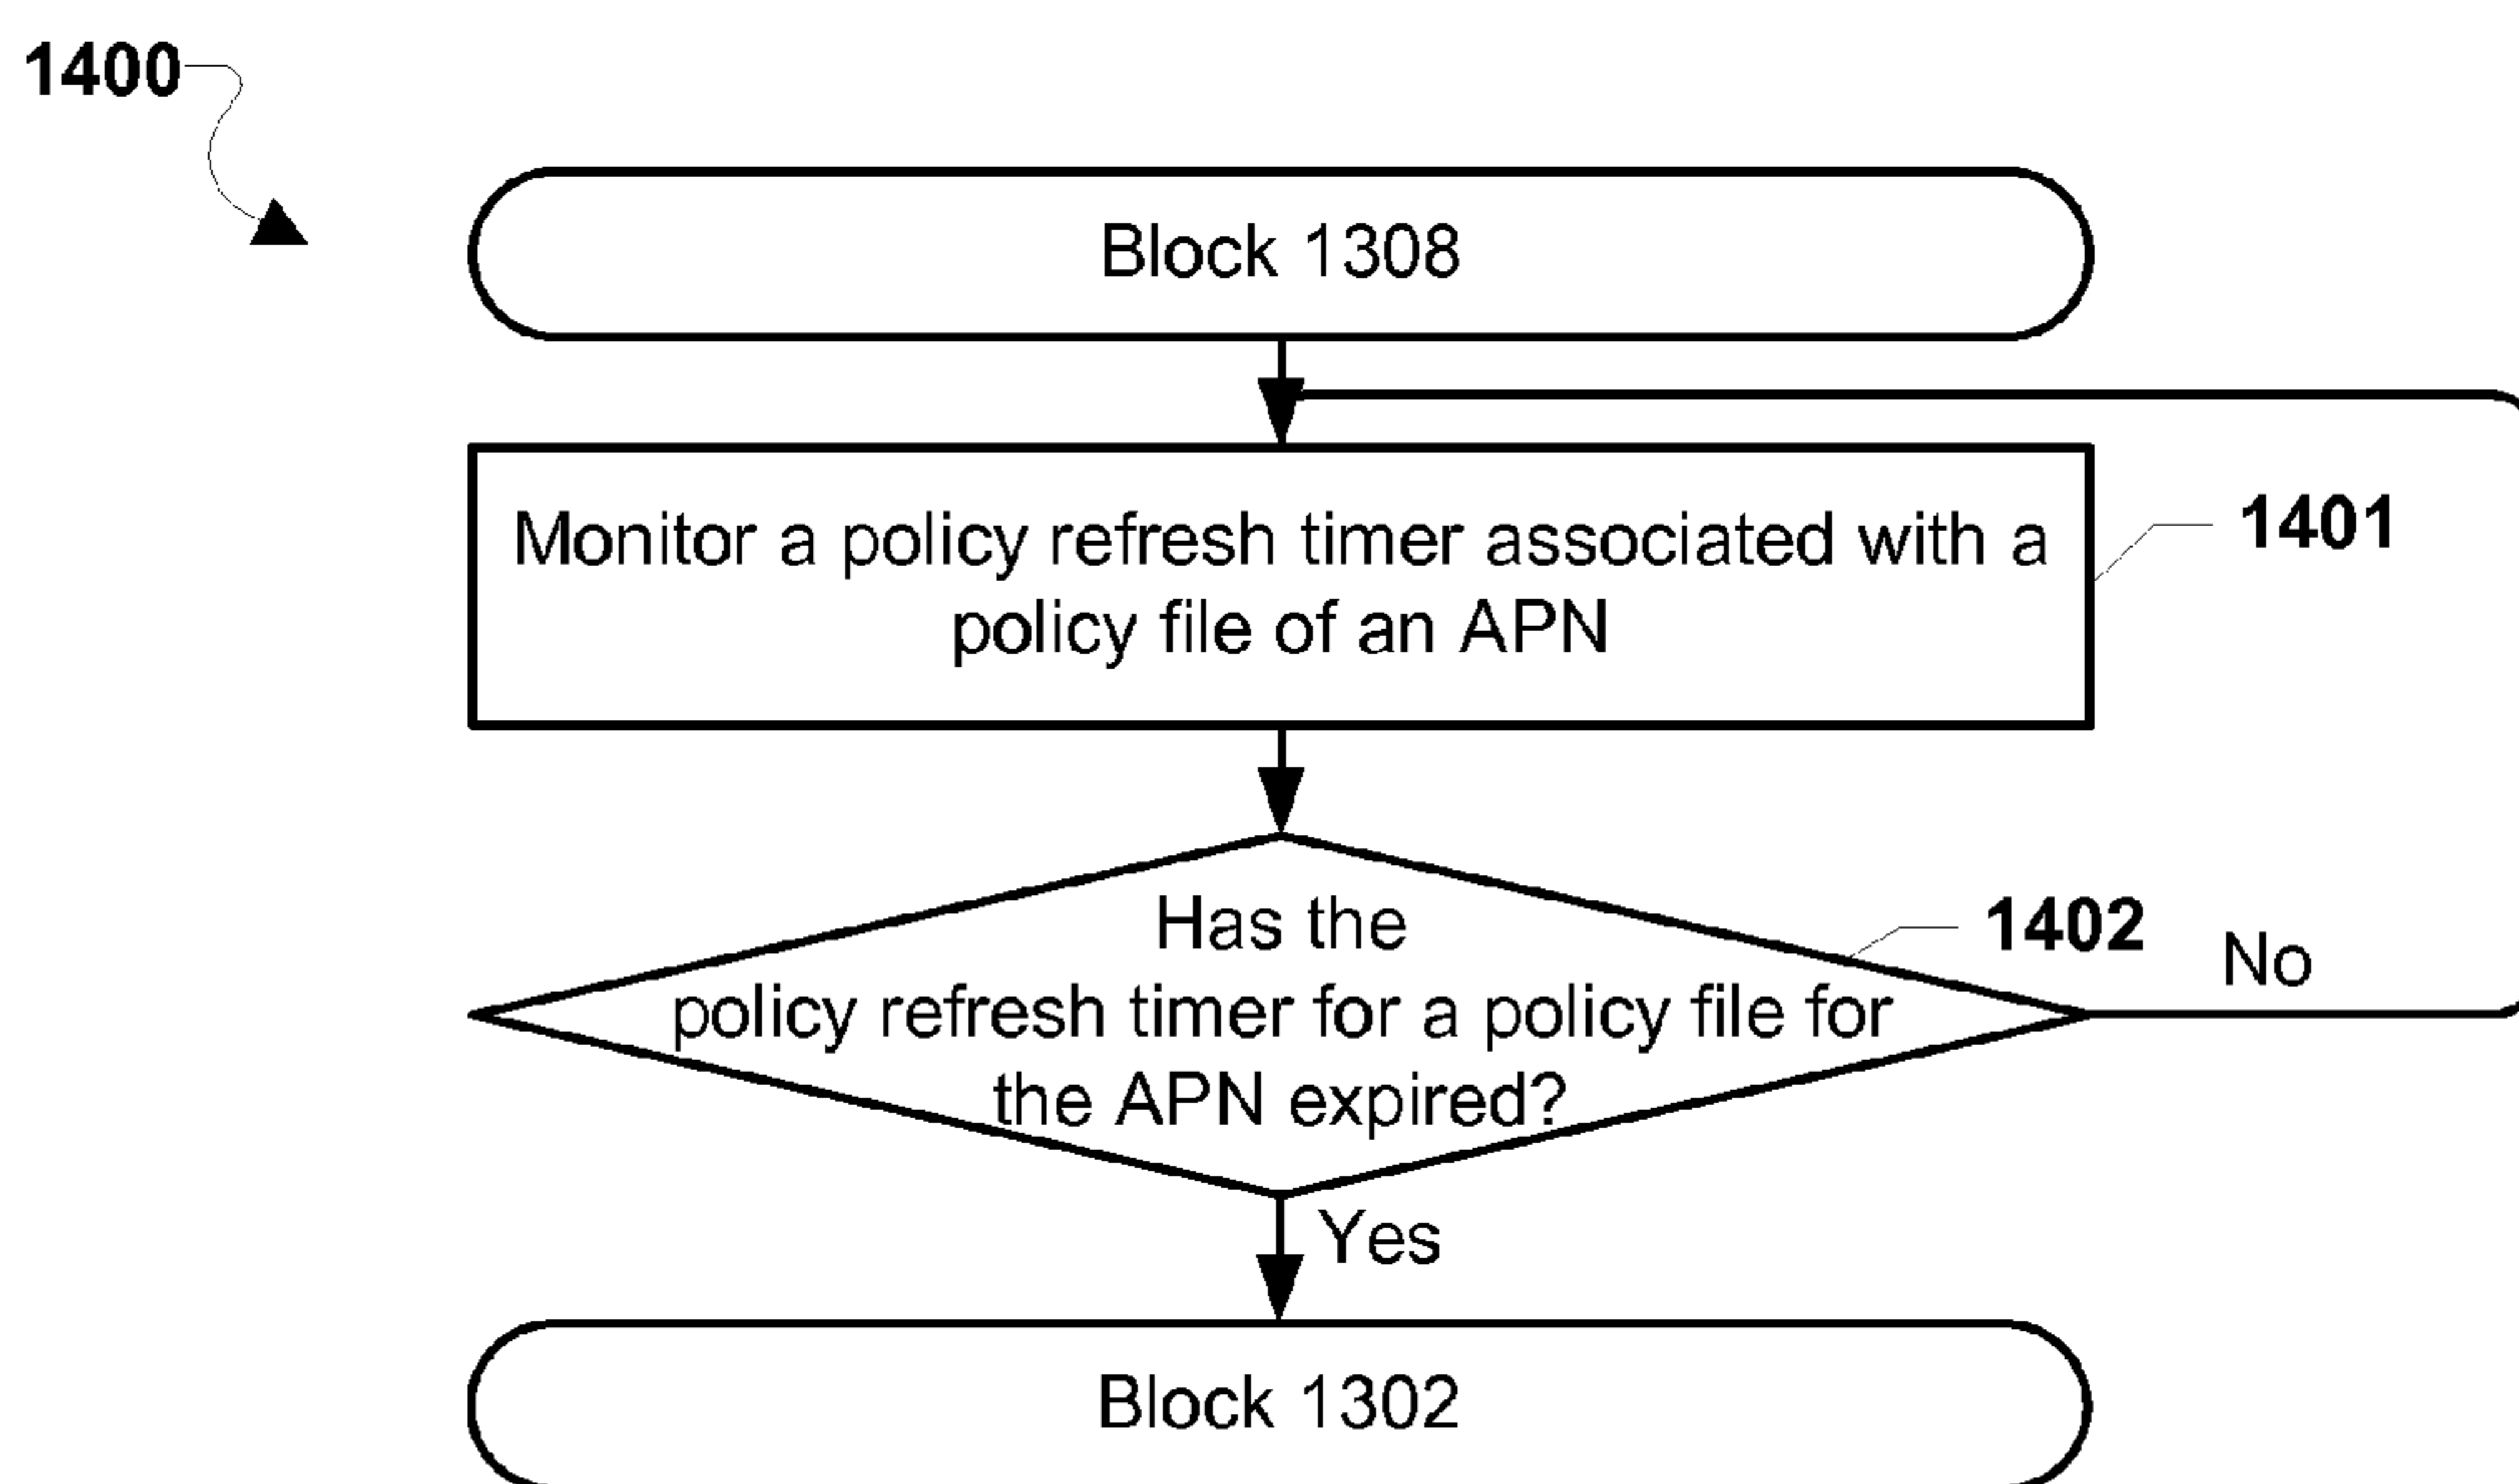 1400
Block 1308
Monitor a policy refresh timer associated with a
policy file of an APN
1401
Has the
policy refresh timer for a policy file for
the APN expired?
1402
No
Yes
Block 1302